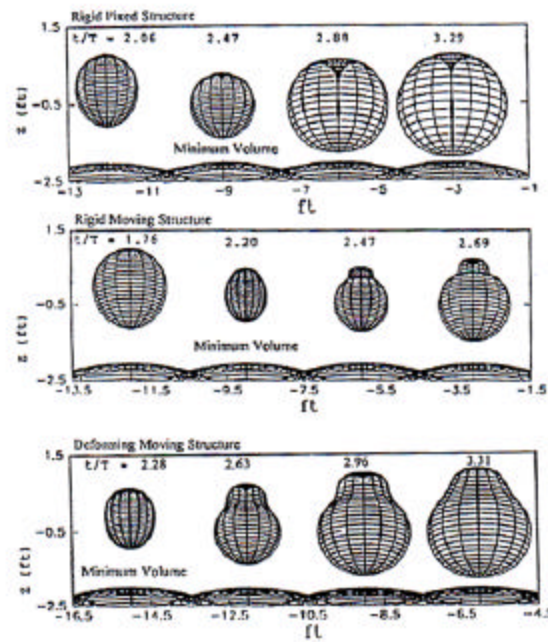 Rigid Fixed Structure
1.5
t/T = 2.06 2.47 2.88 3.29
z (ft)
-0.5
Minimum Volume
-2.5
-13 -11 -9 -7 -5 -3 -1
ft
Rigid Moving Structure
1.5
t/T = 1.76 2.20 2.47 2.69
z (ft)
-0.5
Minimum Volume
-2.5
-13.5 -11.5 -9.5 -7.5 -5.5 -3.5 -1.5
ft
Deforming Moving Structure
1.5
t/T = 2.28 2.63 2.96 3.31
z (ft)
-0.5
Minimum Volume
-2.5
-16.5 -14.5 -12.5 -10.5 -8.5 -6.5 -4.5
ft